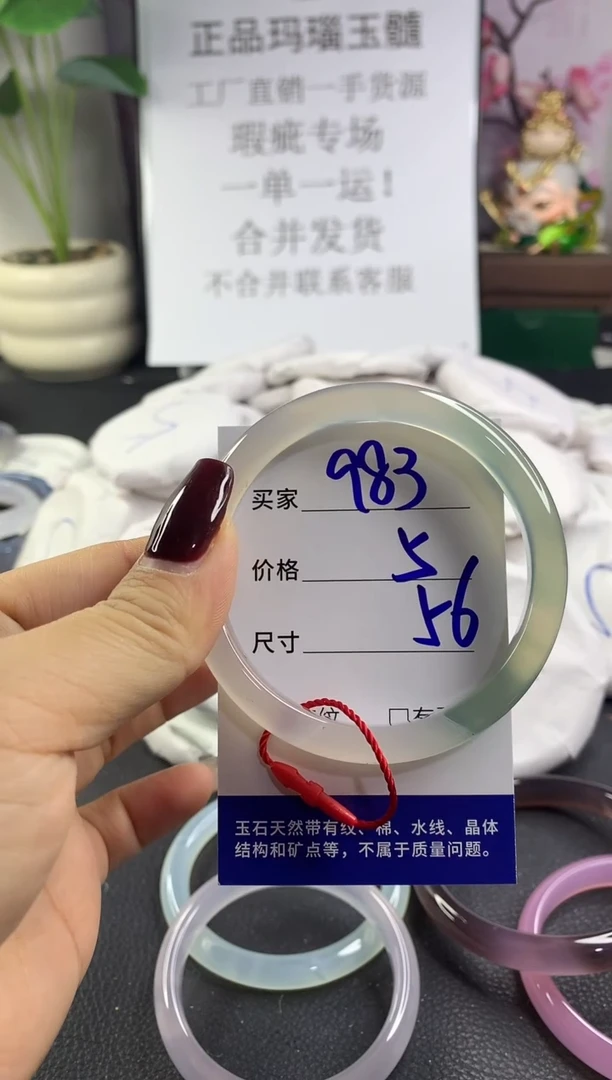 正品玛瑙玉髓
工厂直销一手货源
瑕疵专场
一单一运！
合并发货
不合并联系客服
买家 983
价格 5
尺寸 56
纹 □有
玉石天然带有纹、棉、水线、晶体
结构和矿点等，不属于质量问题。